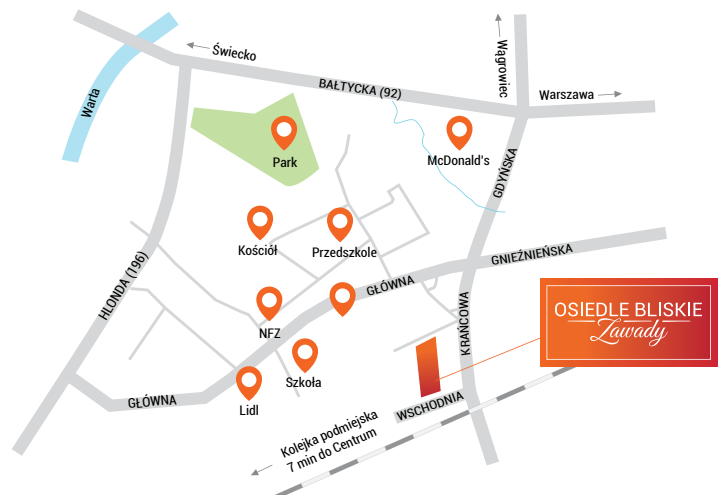 Świecko
Wągrowiec
BAŁTYCKA (92)
Warszawa
Warta
Park
McDonald's
GDYŃSKA
Kościół
Przedszkole
HLONDA (196)
GNIEŹNIEŃSKA
GŁÓWNA
NFZ
KRAŃCOWA
OSIEDLE BLISKIE
Zawady
Szkoła
Lidl
GŁÓWNA
WSCHODNIA
Kolejka podmiejska
7 min do Centrum